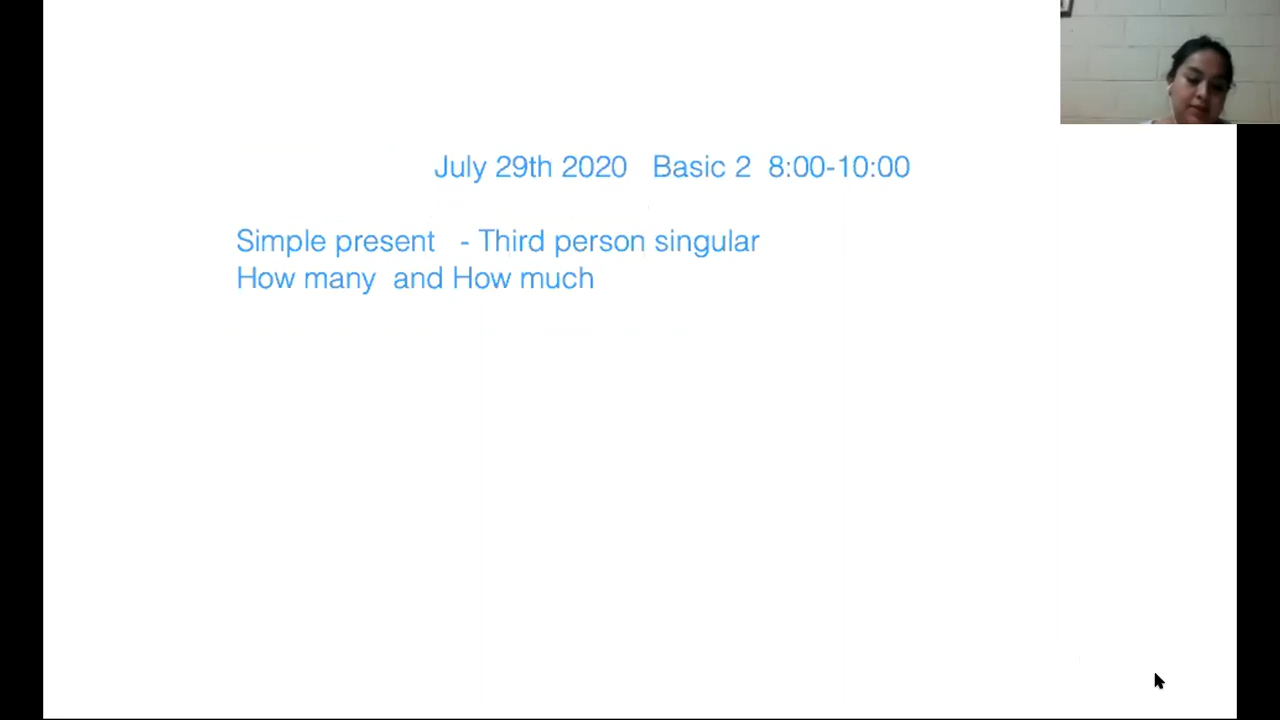 July 29th 2020 Basic 2 8:00-10:00
Simple present - Third person singular
How many and How much